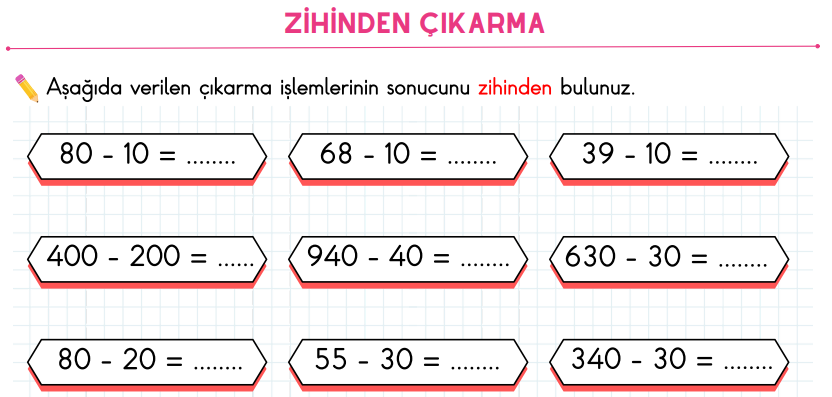 ZİHİNDEN ÇIKARMA
Aşağıda verilen çıkarma işlemlerinin sonucunu zihinden bulunuz.
80 - 10 = ........ 68 - 10 = ........ 39 - 10 = ........
400 - 200 = ...... 940 - 40 = ........ 630 - 30 = ........
80 - 20 = ........ 55 - 30 = ........ 340 - 30 = ........